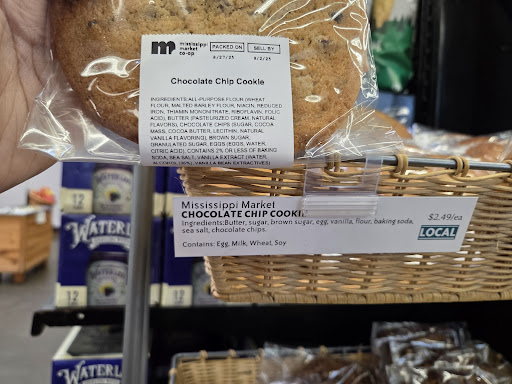 m
mississippi
market
co-op
PACKED ON
SELL BY
8/27/23
9/2/23
Chocolate Chip Cookie
INGREDIENTS:ALL-PURPOSE FLOUR (WHEAT
FLOUR, MALTED BARLEY FLOUR, NIACIN, REDUCED
IRON, THIAMIN MONONITRATE, RIBOFLAVIN, FOLIC
ACID), BUTTER (PASTEURIZED CREAM, NATURAL
FLAVORS), CHOCOLATE CHIPS (SUGAR, COCOA
MASS, COCOA BUTTER, LECITHIN, NATURAL
VANILLA FLAVORING), BROWN SUGAR,
GRANULATED SUGAR, EGGS (EGGS, WATER,
CITRIC ACID). CONTAINS 2% OR LESS OF BAKING
SODA, SEA SALT, VANILLA EXTRACT (WATER,
VANILLA BEAN EXTRACTIVES)
Mississippi Market
CHOCOLATE CHIP COOKI
Ingredients:Butter, sugar, brown sugar, egg, vanilla, flour, baking soda,
sea salt, chocolate chips.
Contains: Egg, Milk, Wheat, Soy
$2.49/ea
LOCAL
12
WATERL
12
12
WATERL